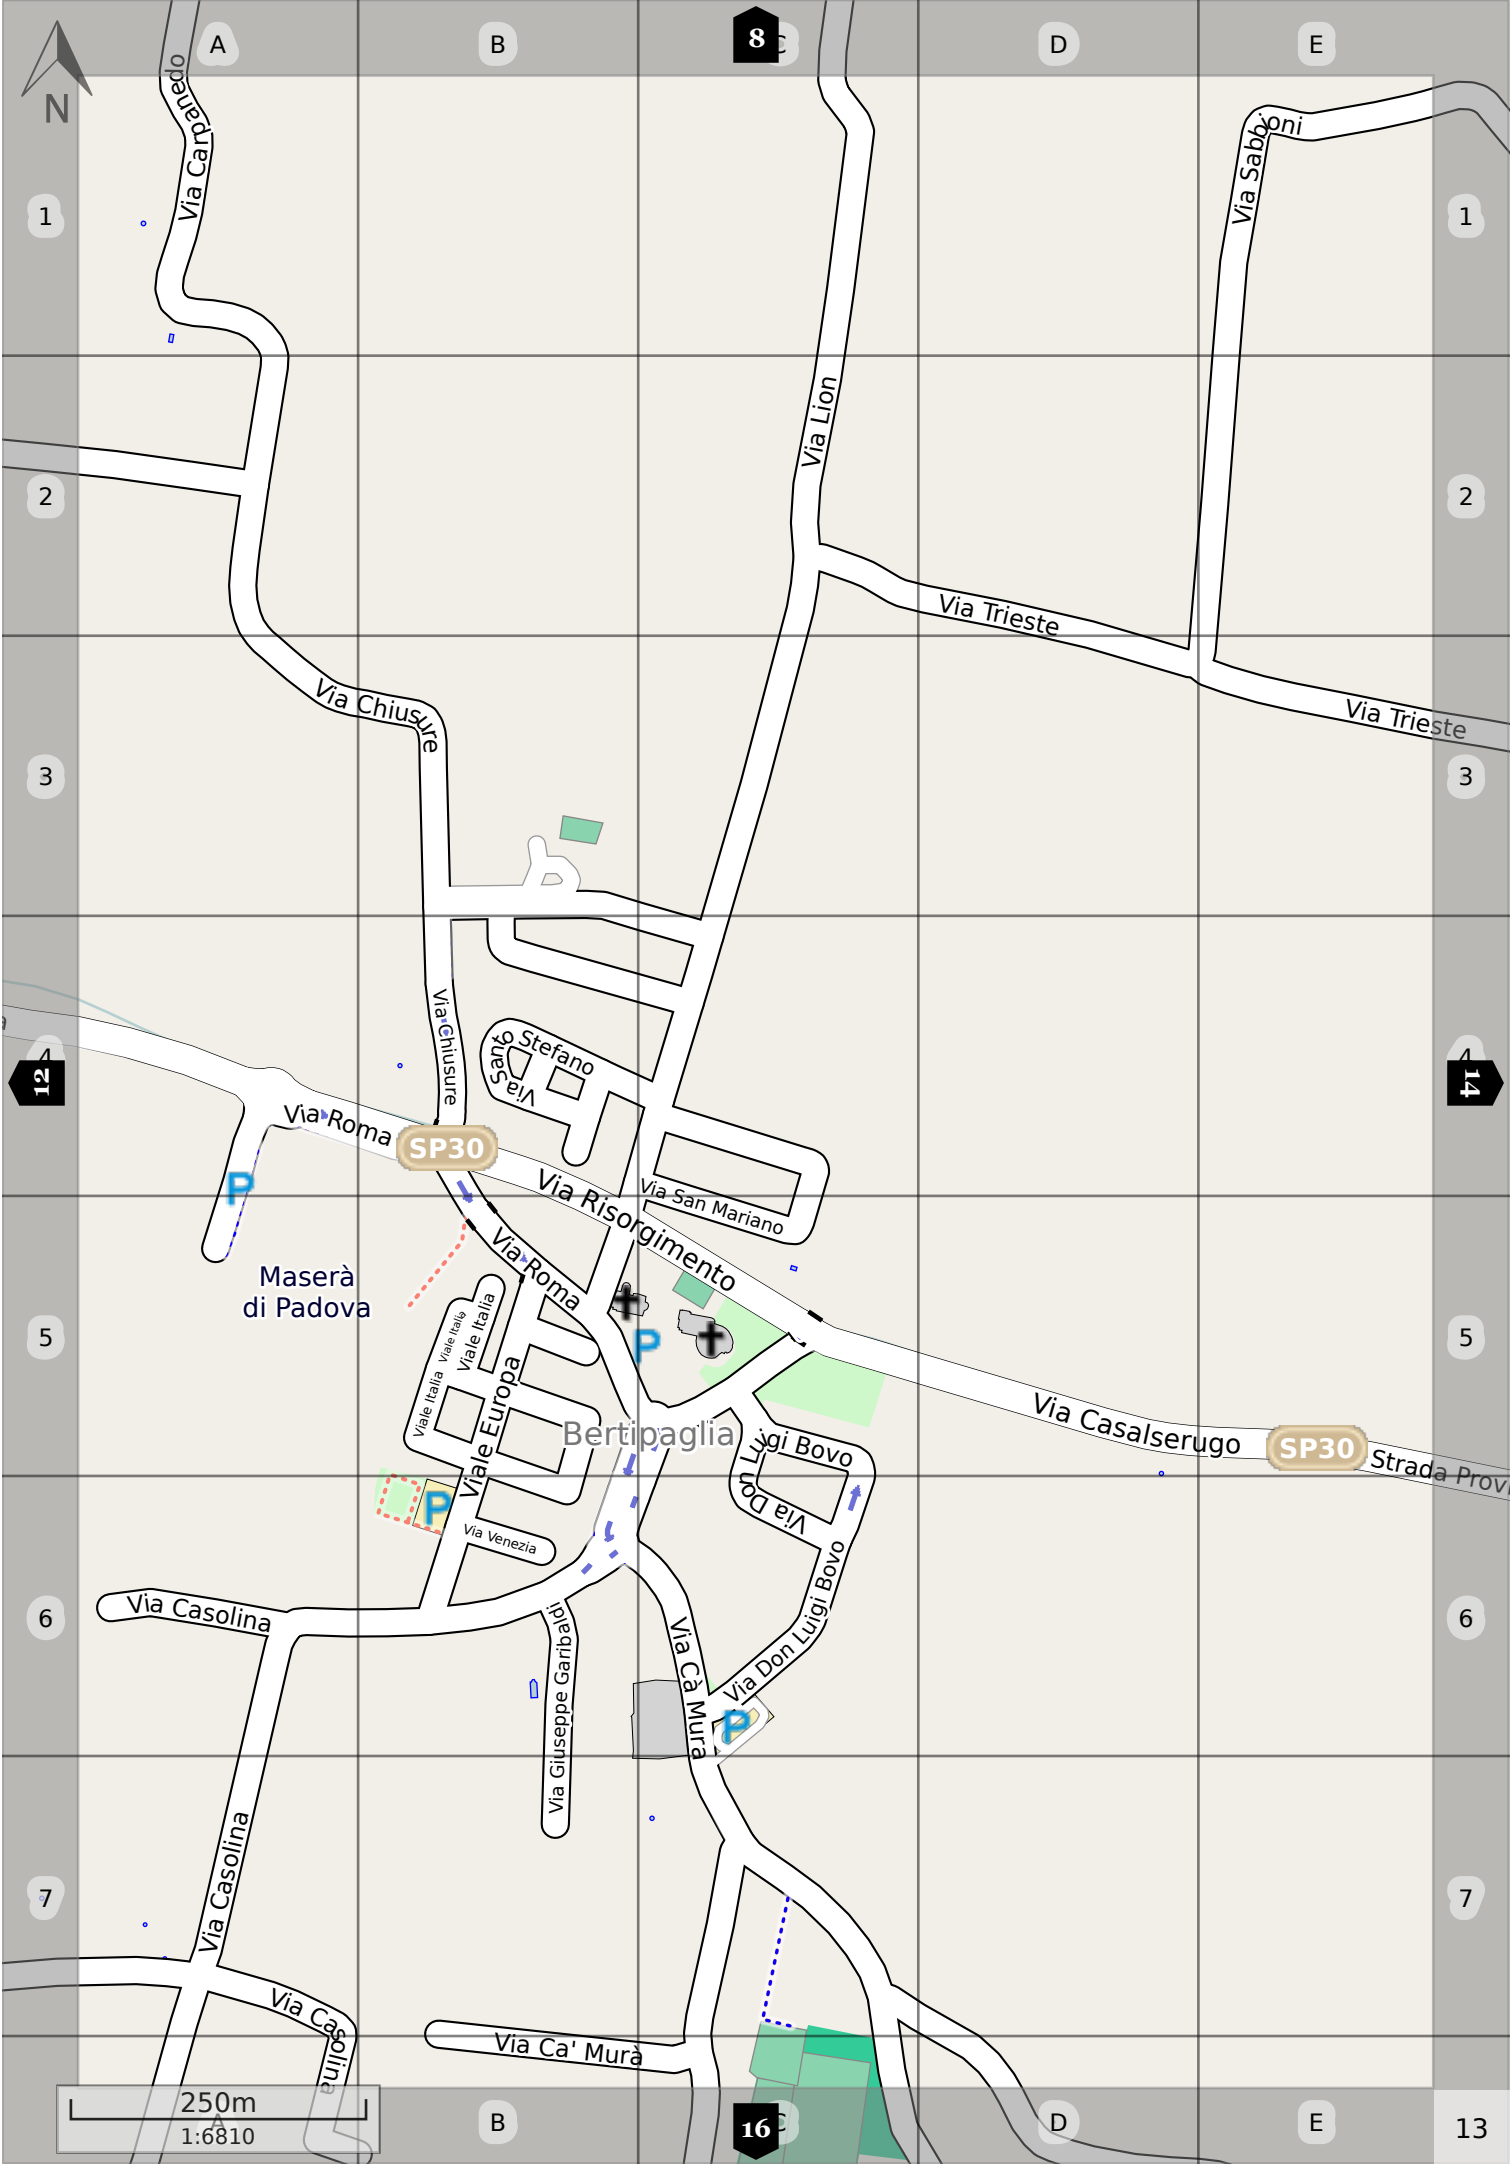 A
B
8
C
D
E
N
Via Carpanedo
Via Sabbioni
1
1
Via Lion
2
2
Via Trieste
Via Chiusure
Via Trieste
3
3
Via Chiusure
Via Santo Stefano
Via
4
4
12
14
Via Roma
SP30
P
Via Risorgimento
Via San Mariano
Via Roma
Maserà
di Padova
Viale Italia
Viale Italia
P
5
5
Viale Italia
Viale Europa
Bertipaglia
Via Casalserugo
SP30
Strada Provi
Via Don Luigi Bovo
P
Via Venezia
Via Don Luigi Bovo
Via Casolina
6
6
Via Giuseppe Garibaldi
Via Cà Mura
P
Via Casolina
7
7
Via Casolina
Via Ca' Murà
250m
1:6810
A
B
16
C
D
E
13